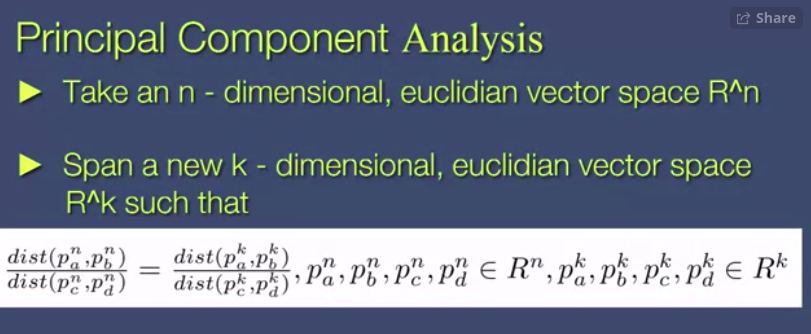 Share
Principal Component Analysis
► Take an n - dimensional, euclidian vector space R^n
► Span a new k - dimensional, euclidian vector space
R^k such that
$\frac{dist(p_a^n, p_b^n)}{dist(p_c^n, p_d^n)} = \frac{dist(p_a^k, p_b^k)}{dist(p_c^k, p_d^k)}, p_a^n, p_b^n, p_c^n, p_d^n \in R^n, p_a^k, p_b^k, p_c^k, p_d^k \in R^k$